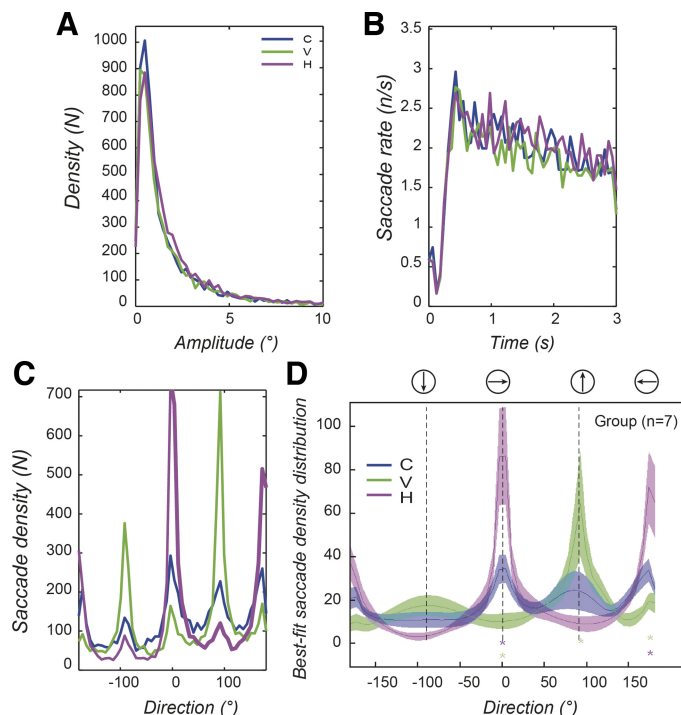 A
Density (N)
1000
900
800
700
600
500
400
300
200
100
0
0
5
10
Amplitude (°)
C
V
H
B
Saccade rate (n/s)
3.5
3
2.5
2
1.5
1
0.5
0
0
1
2
3
Time (s)
C
Saccade density (N)
700
600
500
400
300
200
100
0
-100
0
100
Direction (°)
D
Best-fit saccade density distribution
Group (n=7)
C
V
H
100
80
60
40
20
0
*
*
*
*
*
-150
-100
-50
0
50
100
150
Direction (°)